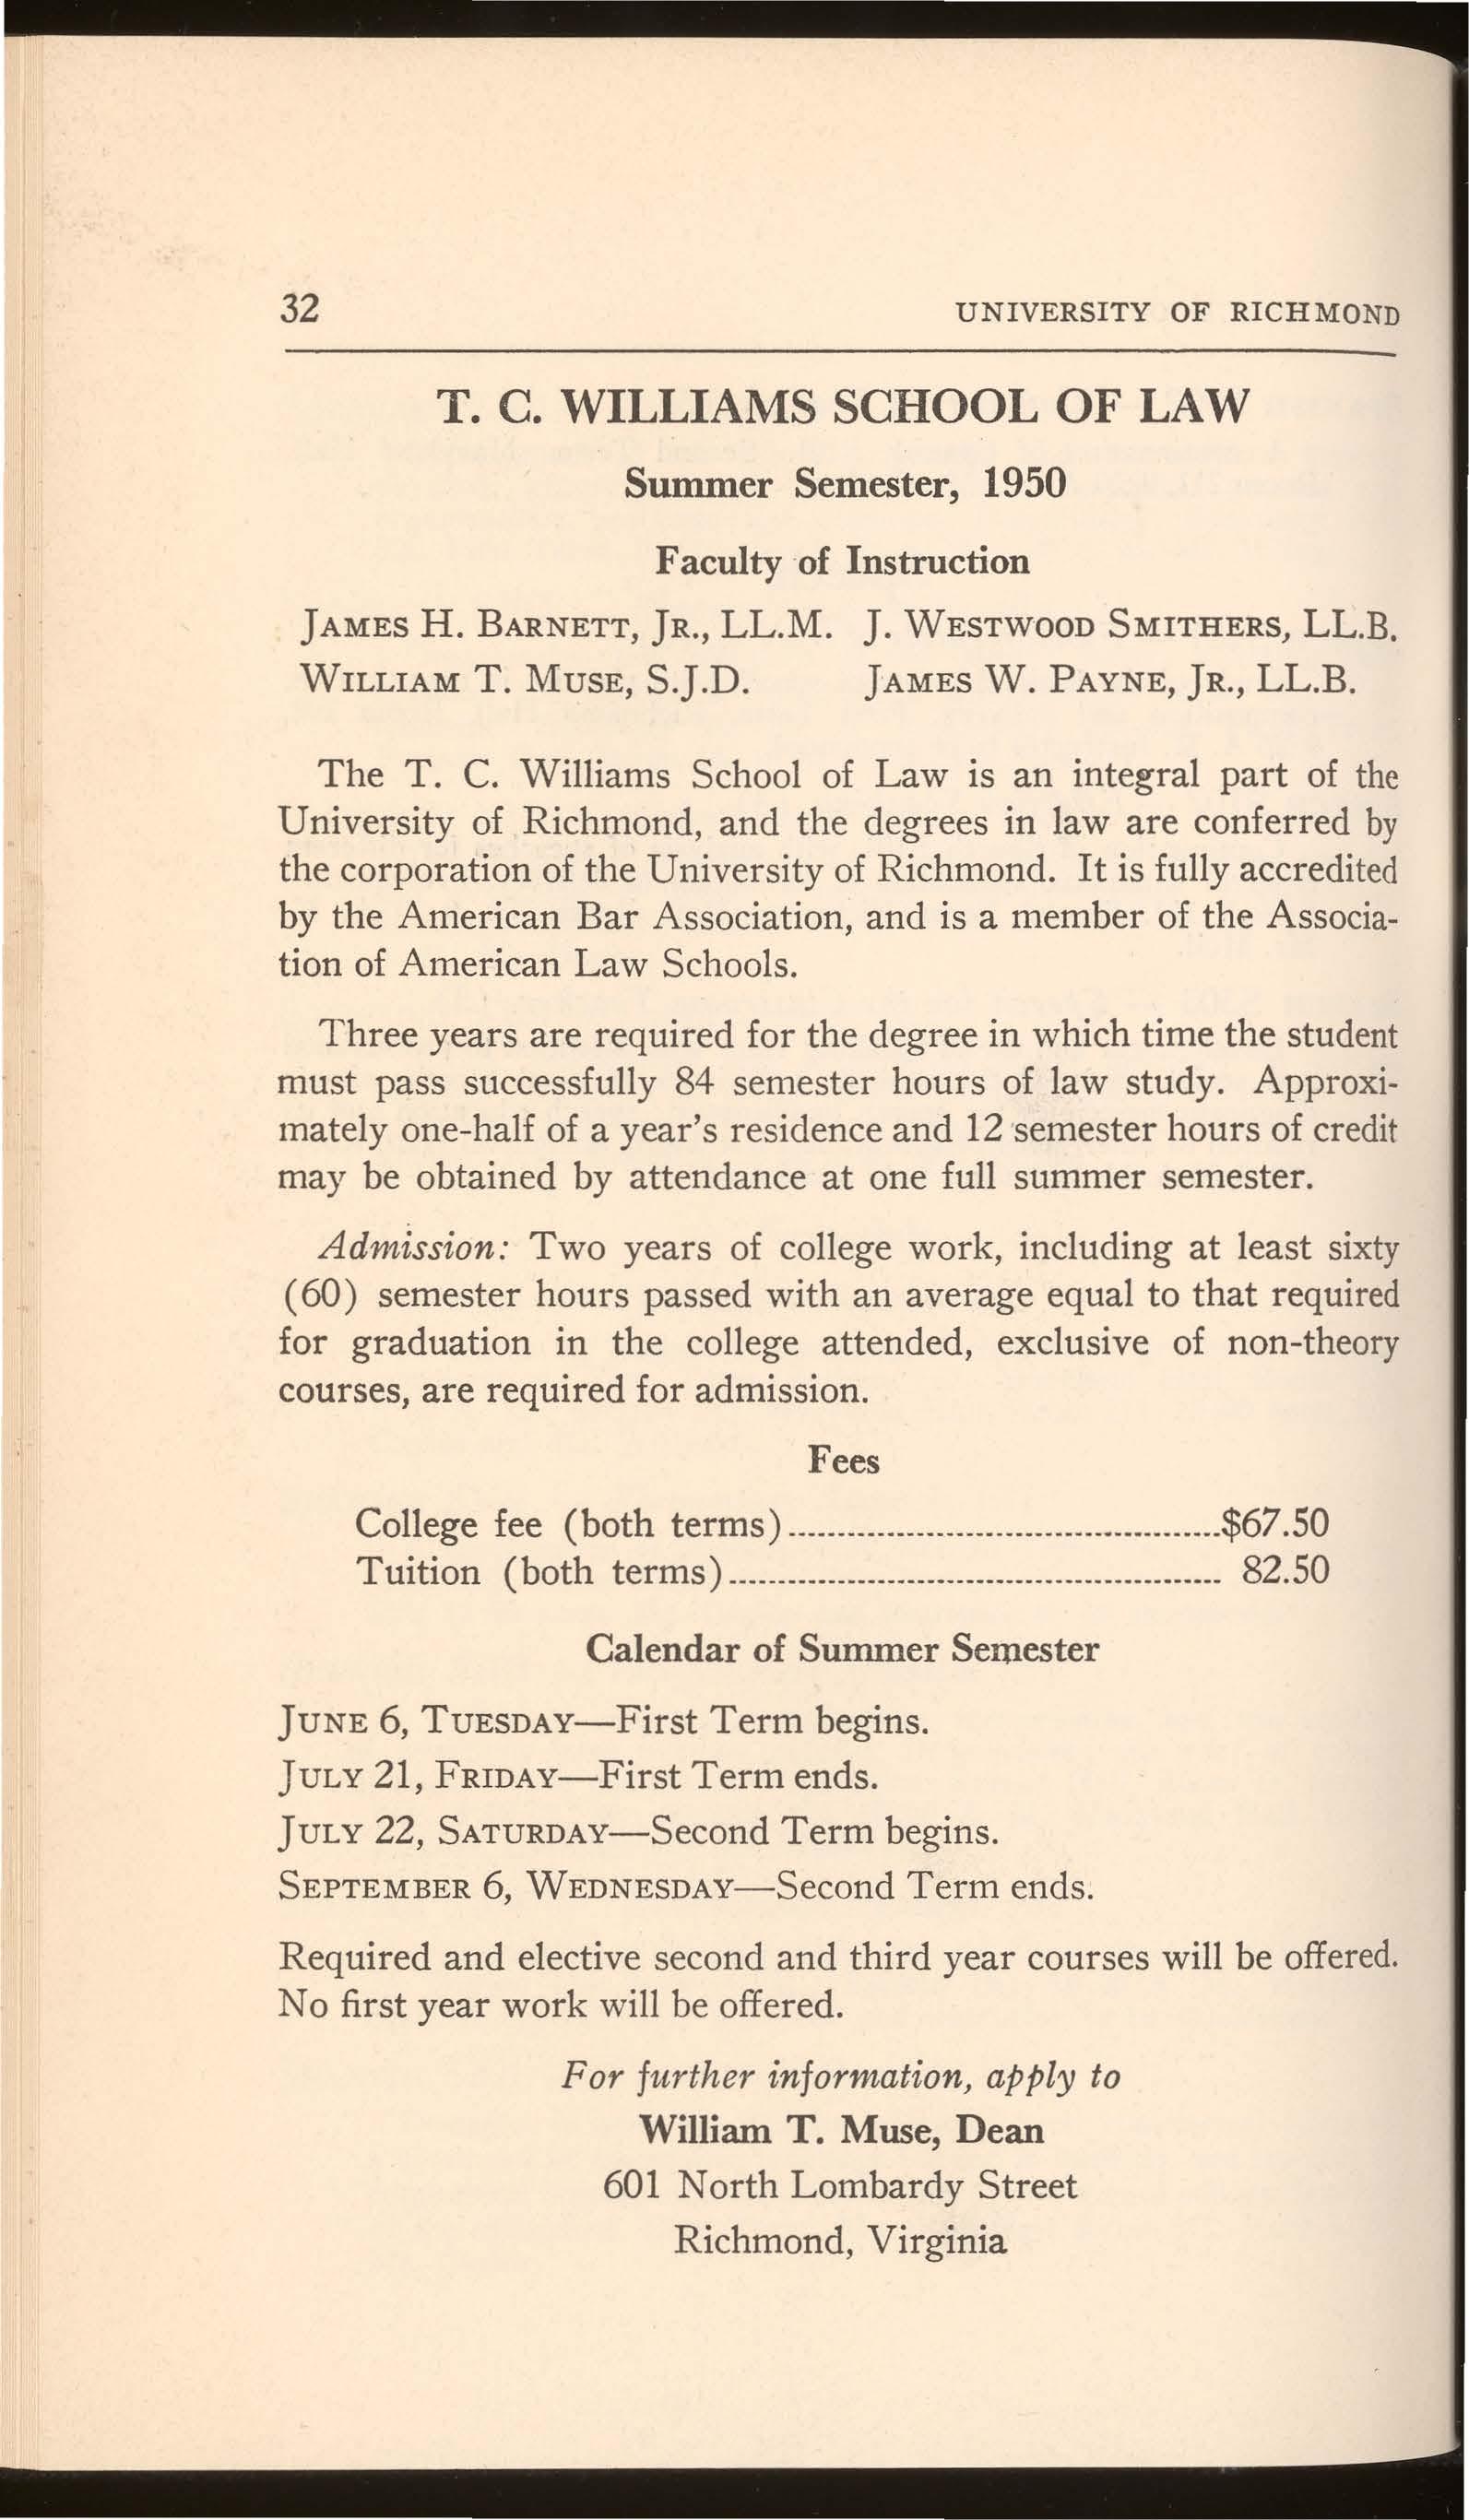 32 UNIVERSITY OF RICHMOND
T. C. WILLIAMS SCHOOL OF LAW
Summer Semester, 1950
Faculty of Instruction
JAMES H. BARNETT, JR., LL.M. J. WESTWOOD SMITHERS, LL.B.
WILLIAM T. MUSE, S.J.D. JAMES W. PAYNE, JR., LL.B.
The T. C. Williams School of Law is an integral part of the
University of Richmond, and the degrees in law are conferred by
the corporation of the University of Richmond. It is fully accredited
by the American Bar Association, and is a member of the Associa-
tion of American Law Schools.
Three years are required for the degree in which time the student
must pass successfully 84 semester hours of law study. Approxi-
mately one-half of a year's residence and 12 semester hours of credit
may be obtained by attendance at one full summer semester.
Admission: Two years of college work, including at least sixty
(60) semester hours passed with an average equal to that required
for graduation in the college attended, exclusive of non-theory
courses, are required for admission.
Fees
College fee (both terms)............................................$67.50
Tuition (both terms).................................................. 82.50
Calendar of Summer Semester
JUNE 6, TUESDAY—First Term begins.
JULY 21, FRIDAY—First Term ends.
JULY 22, SATURDAY—Second Term begins.
SEPTEMBER 6, WEDNESDAY—Second Term ends.
Required and elective second and third year courses will be offered.
No first year work will be offered.
For further information, apply to
William T. Muse, Dean
601 North Lombardy Street
Richmond, Virginia